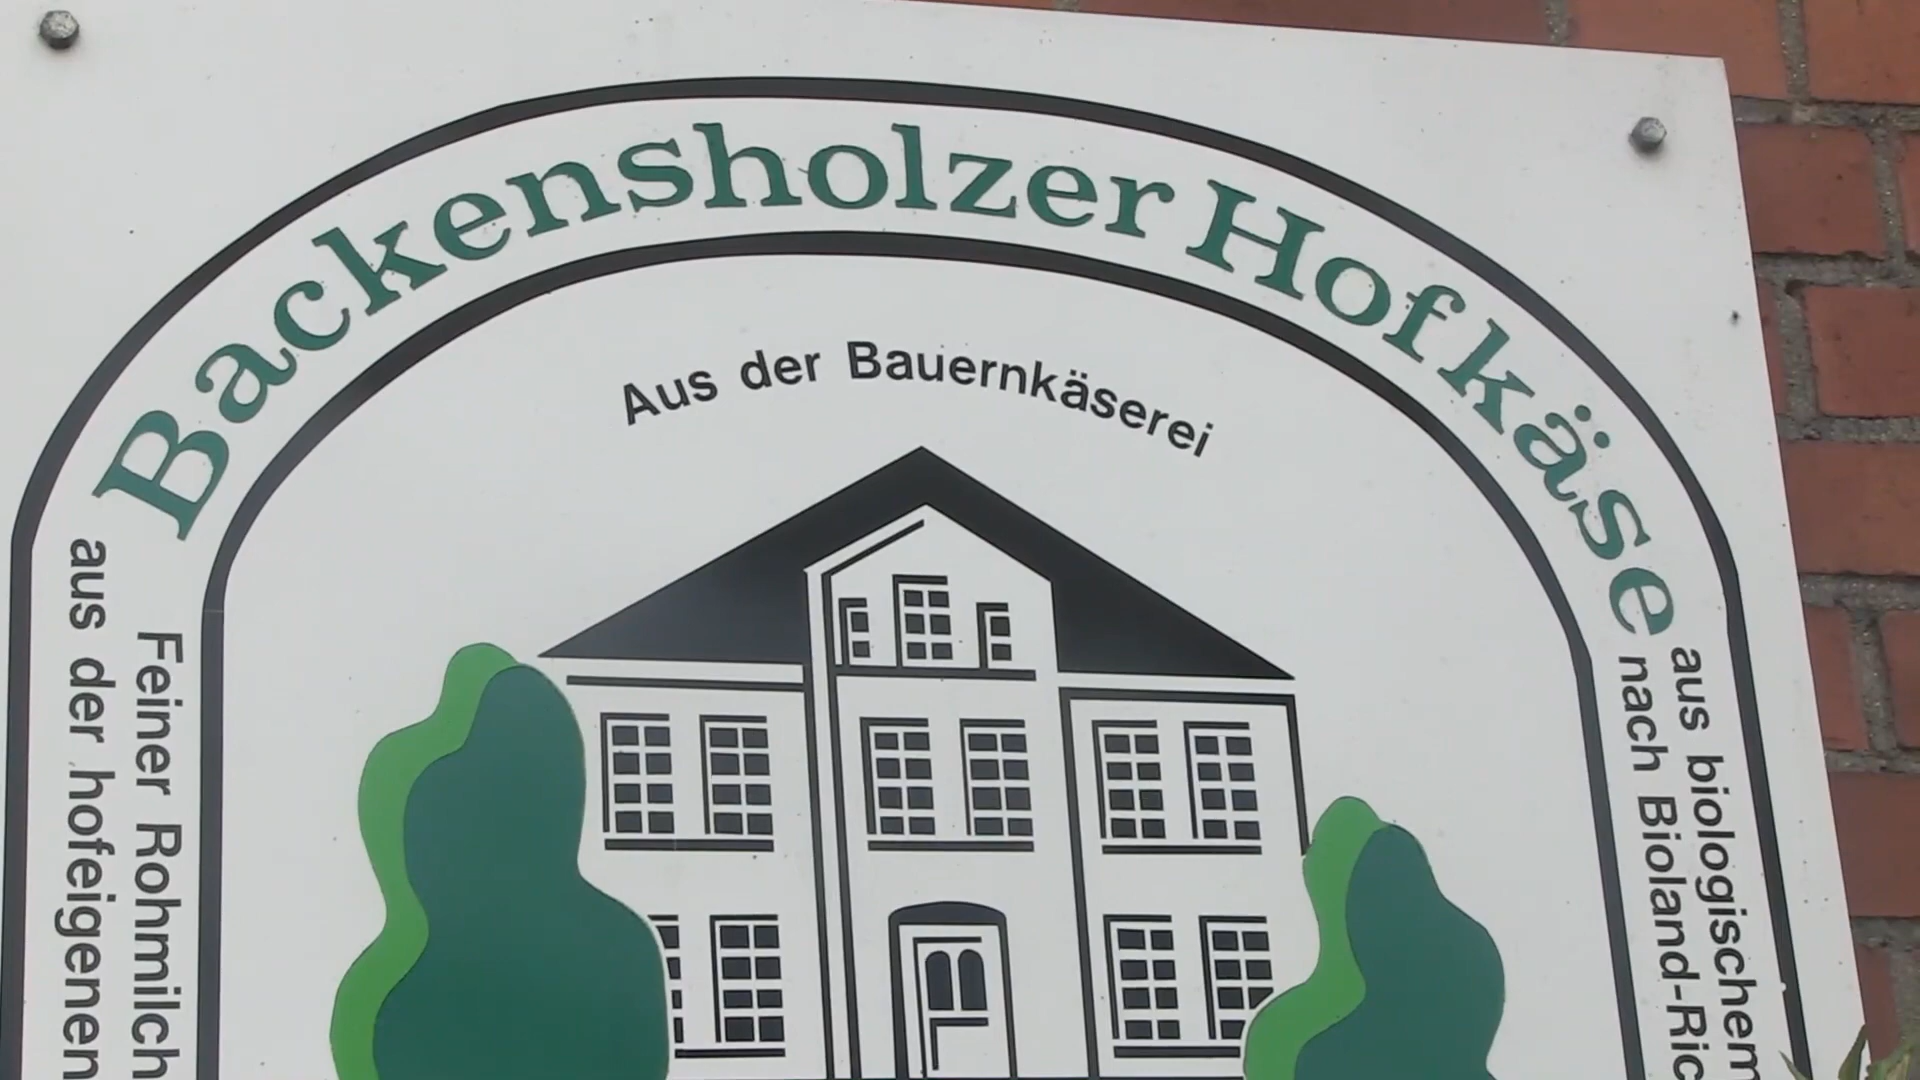 Backensholzer Hofkäse
Aus der Bauernkäserei
Feiner Rohmilch
aus der hofeigenen
aus biologischem
nach Bioland-Ric